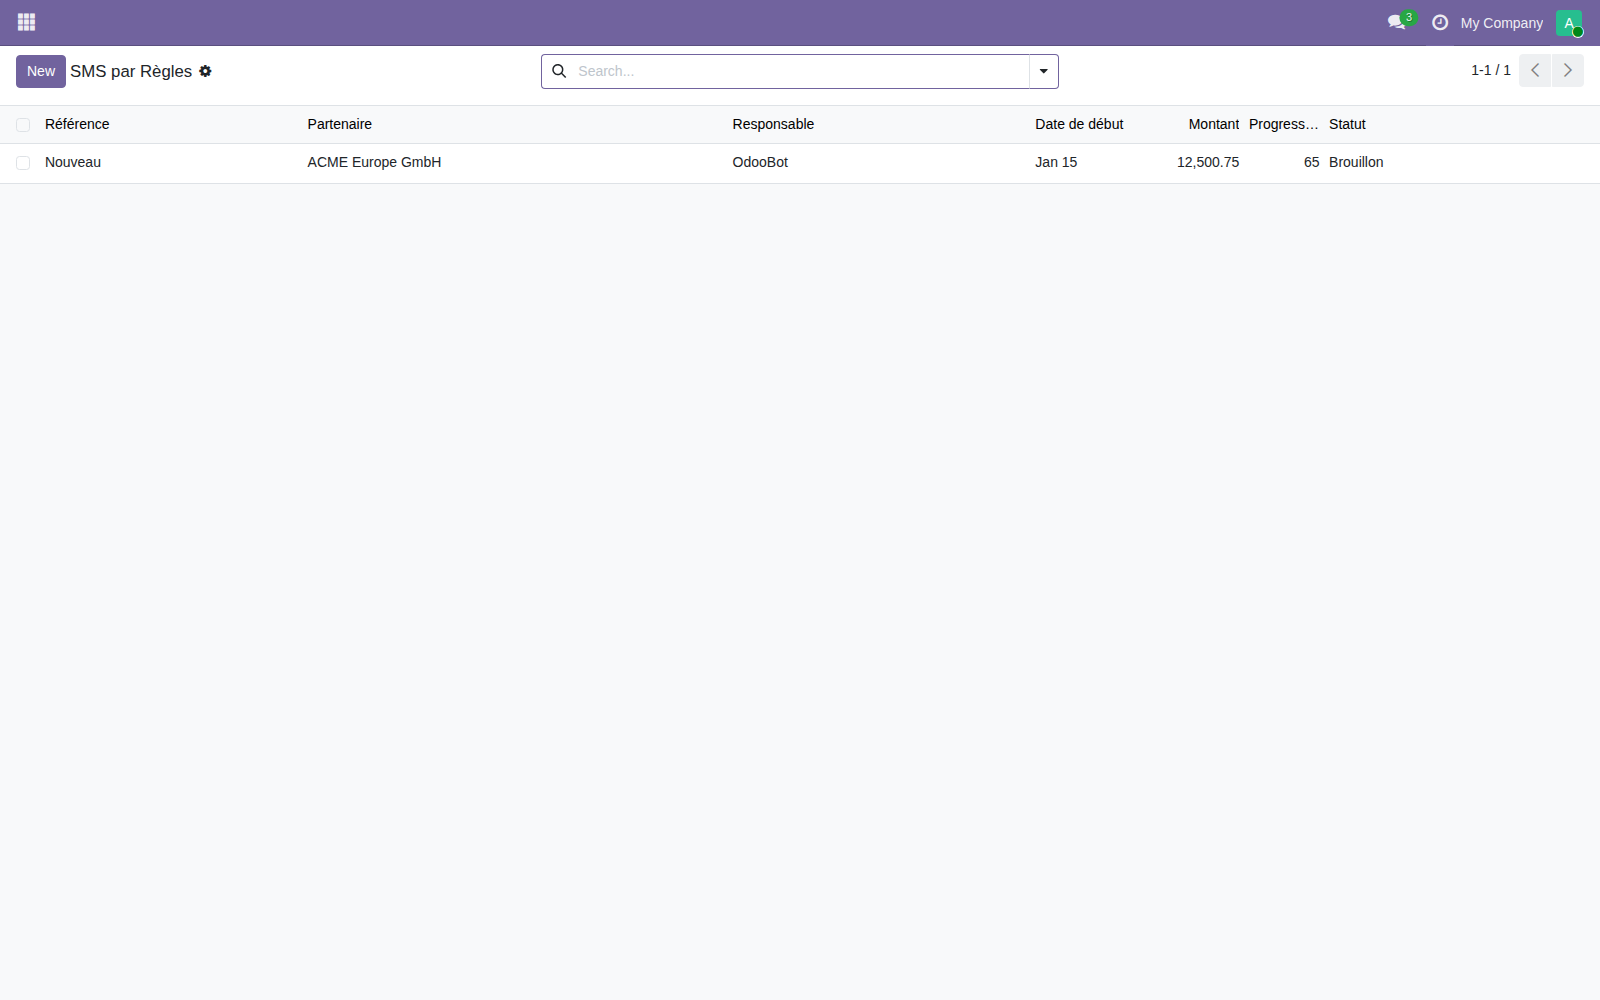 3 My Company A
New SMS par Règles Search... 1-1 / 1
Référence Partenaire Responsable Date de début Montant Progress… Statut
Nouveau ACME Europe GmbH OdooBot Jan 15 12,500.75 65 Brouillon